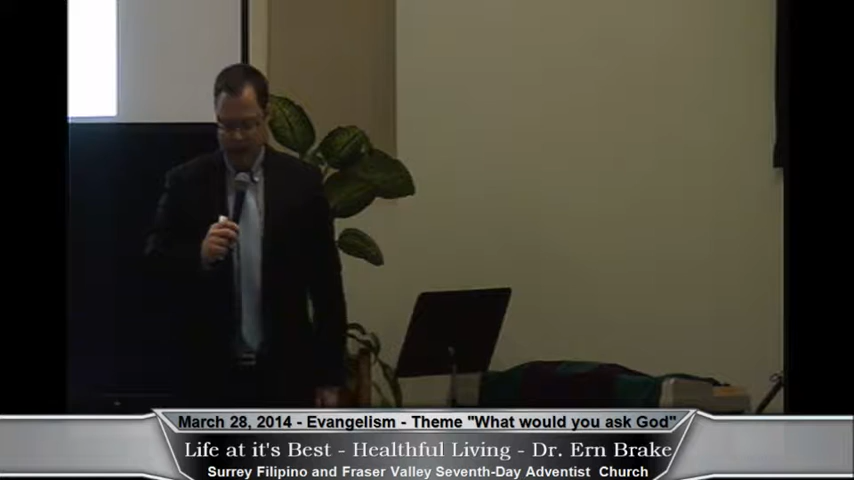 March 28, 2014 - Evangelism - Theme "What would you ask God"
Life at it's Best - Healthful Living - Dr. Ern Brake
Surrey Filipino and Fraser Valley Seventh-Day Adventist Church